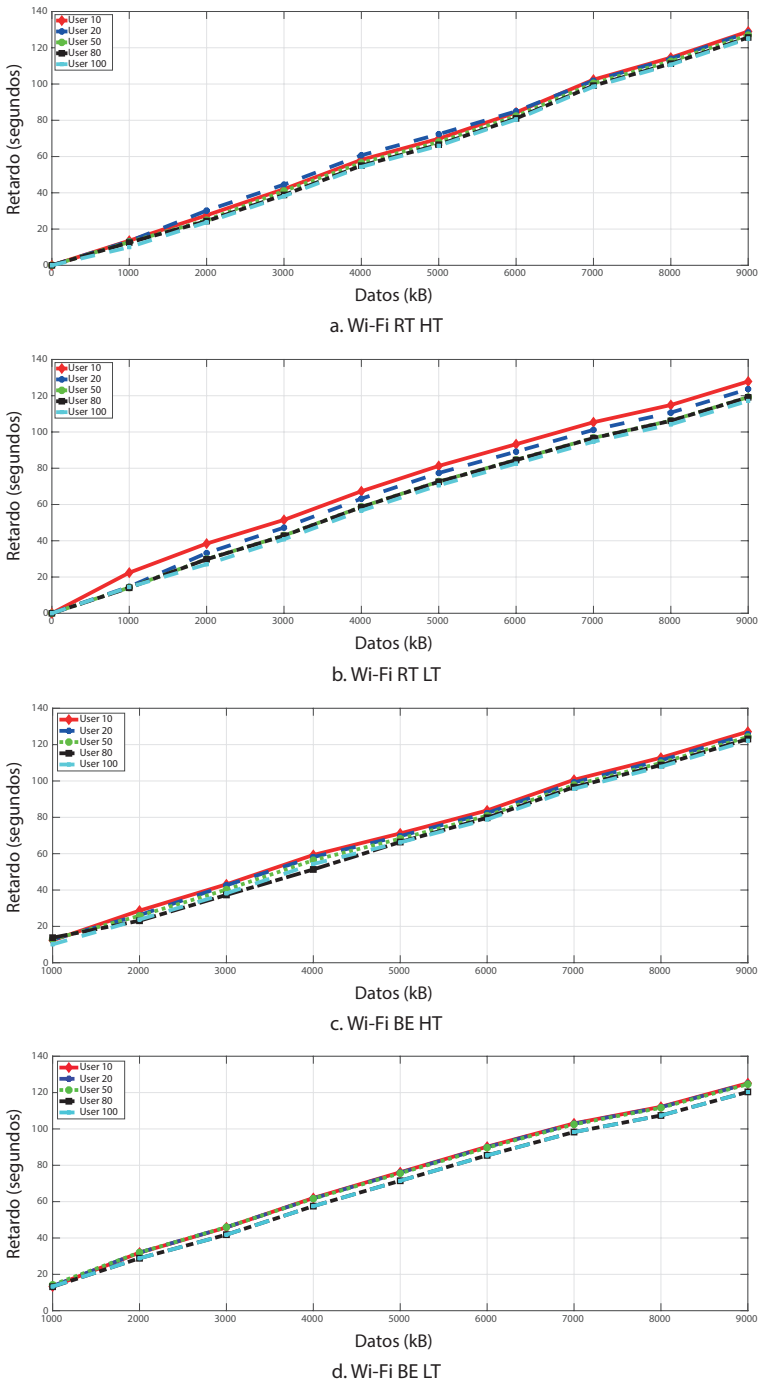 140
120
100
80
60
40
20
0
Retardo (segundos)
User 10
User 20
User 50
User 80
User 100
0 1000 2000 3000 4000 5000 6000 7000 8000 9000
Datos (kB)
a. Wi-Fi RT HT
140
120
100
80
60
40
20
0
Retardo (segundos)
User 10
User 20
User 50
User 80
User 100
0 1000 2000 3000 4000 5000 6000 7000 8000 9000
Datos (kB)
b. Wi-Fi RT LT
140
120
100
80
60
40
20
0
Retardo (segundos)
User 10
User 20
User 50
User 80
User 100
1000 2000 3000 4000 5000 6000 7000 8000 9000
Datos (kB)
c. Wi-Fi BE HT
140
120
100
80
60
40
20
0
Retardo (segundos)
User 10
User 20
User 50
User 80
User 100
1000 2000 3000 4000 5000 6000 7000 8000 9000
Datos (kB)
d. Wi-Fi BE LT